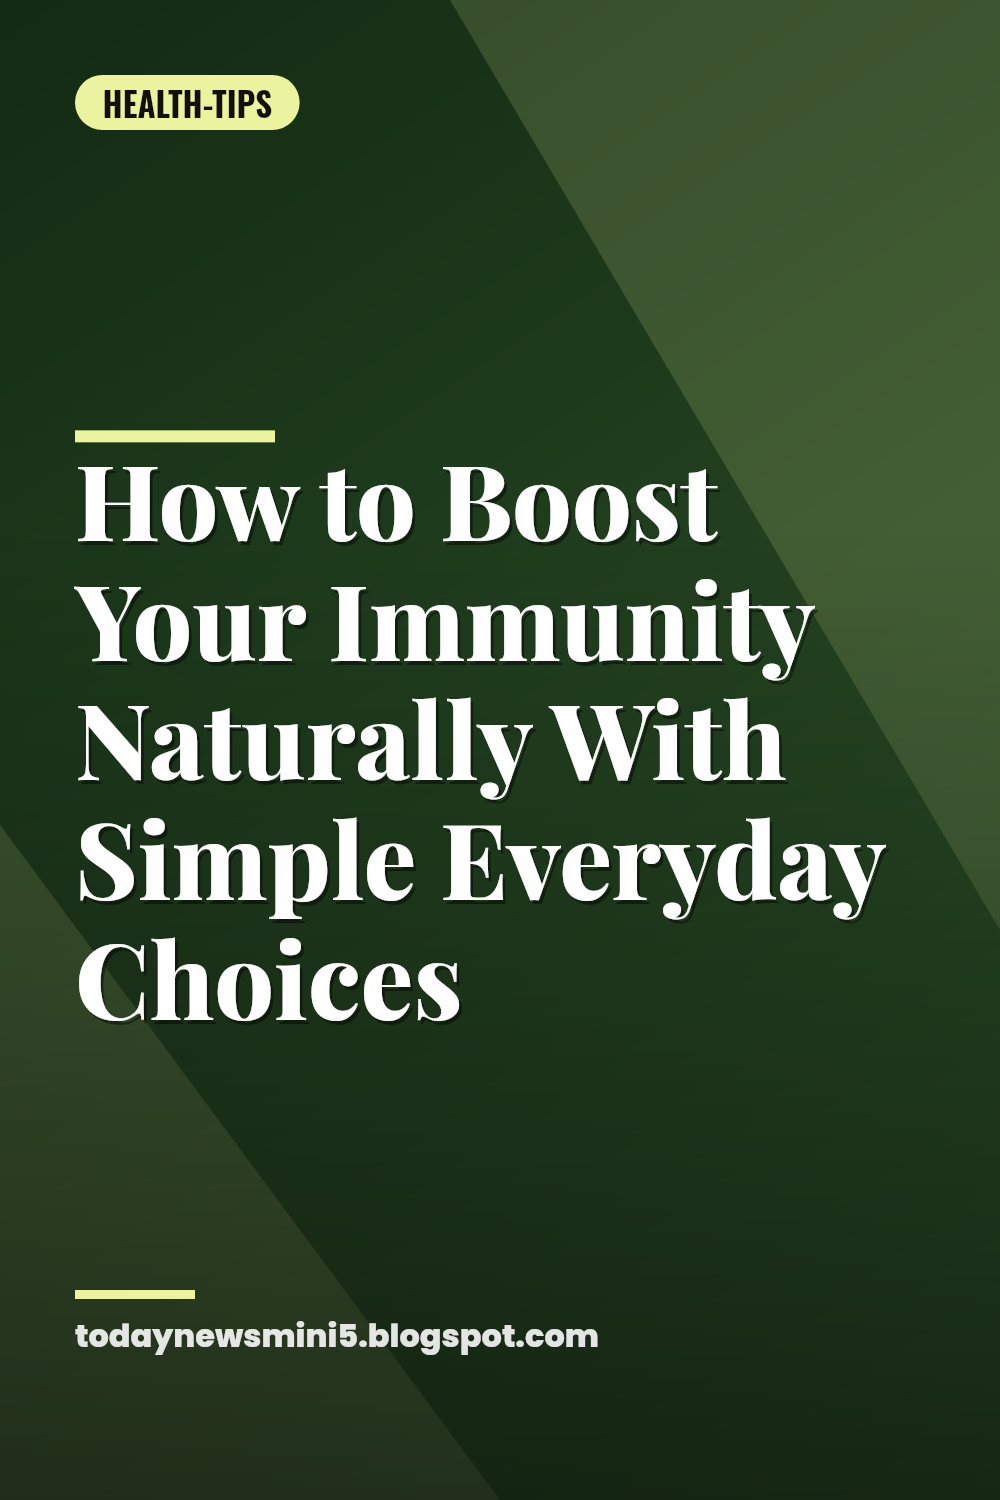 HEALTH-TIPS
How to Boost
Your Immunity
Naturally With
Simple Everyday
Choices
todaynewsmini5.blogspot.com